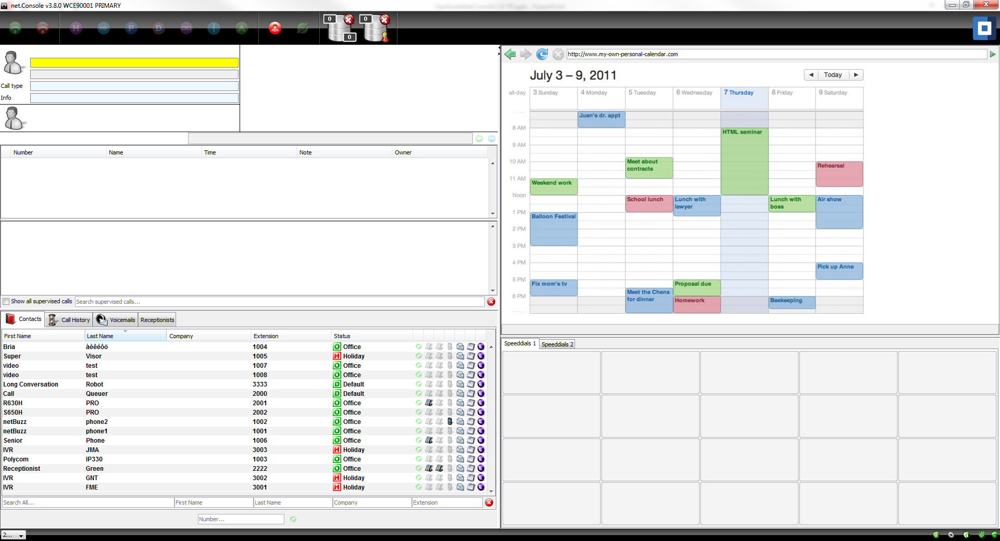 net.Console v3.8.0 WCE90001 PRIMARY
H P D i A
0 0
0
http://www.my-own-personal-calendar.com
Call type
Info
July 3 – 9, 2011
Today
all-day 3 Sunday 4 Monday 5 Tuesday 6 Wednesday 7 Thursday 8 Friday 9 Saturday
Juan's dr. appt
8 AM
HTML seminar
9 AM
10 AM
Meet about
contracts
Rehearsal
11 AM
Weekend work
Noon
School lunch
Lunch with
lawyer
Lunch with
boss
Air show
1 PM
Balloon Festival
2 PM
3 PM
4 PM
Pick up Anne
5 PM
Fix mom's tv
Proposal due
Meet the Chens
for dinner
6 PM
Homework
Beekeeping
Number Name Time Note Owner
Show all supervised calls Search supervised calls...
Contacts Call History Voicemails Receptionists
First Name Last Name Company Extension Status
Bria àèêéôö 1004 O Office
Super Visor 1005 H Holiday
video test 1007 O Office
video test 1008 O Office
Long Conversation Robot 3333 D Default
Call Queuer 2000 D Default
R630H PRO 2001 O Office
S650H PRO 2002 O Office
netBuzz phone2 1002 O Office
netBuzz phone1 1001 O Office
Senior Phone 1006 O Office
IVR JMA 3003 H Holiday
Polycom IP330 1003 O Office
Receptionist Green 2222 O Office
IVR GNT 3002 H Holiday
IVR FME 3001 H Holiday
Search All... First Name Last Name Company Extension
Number...
Speeddials 1 Speeddials 2
2...